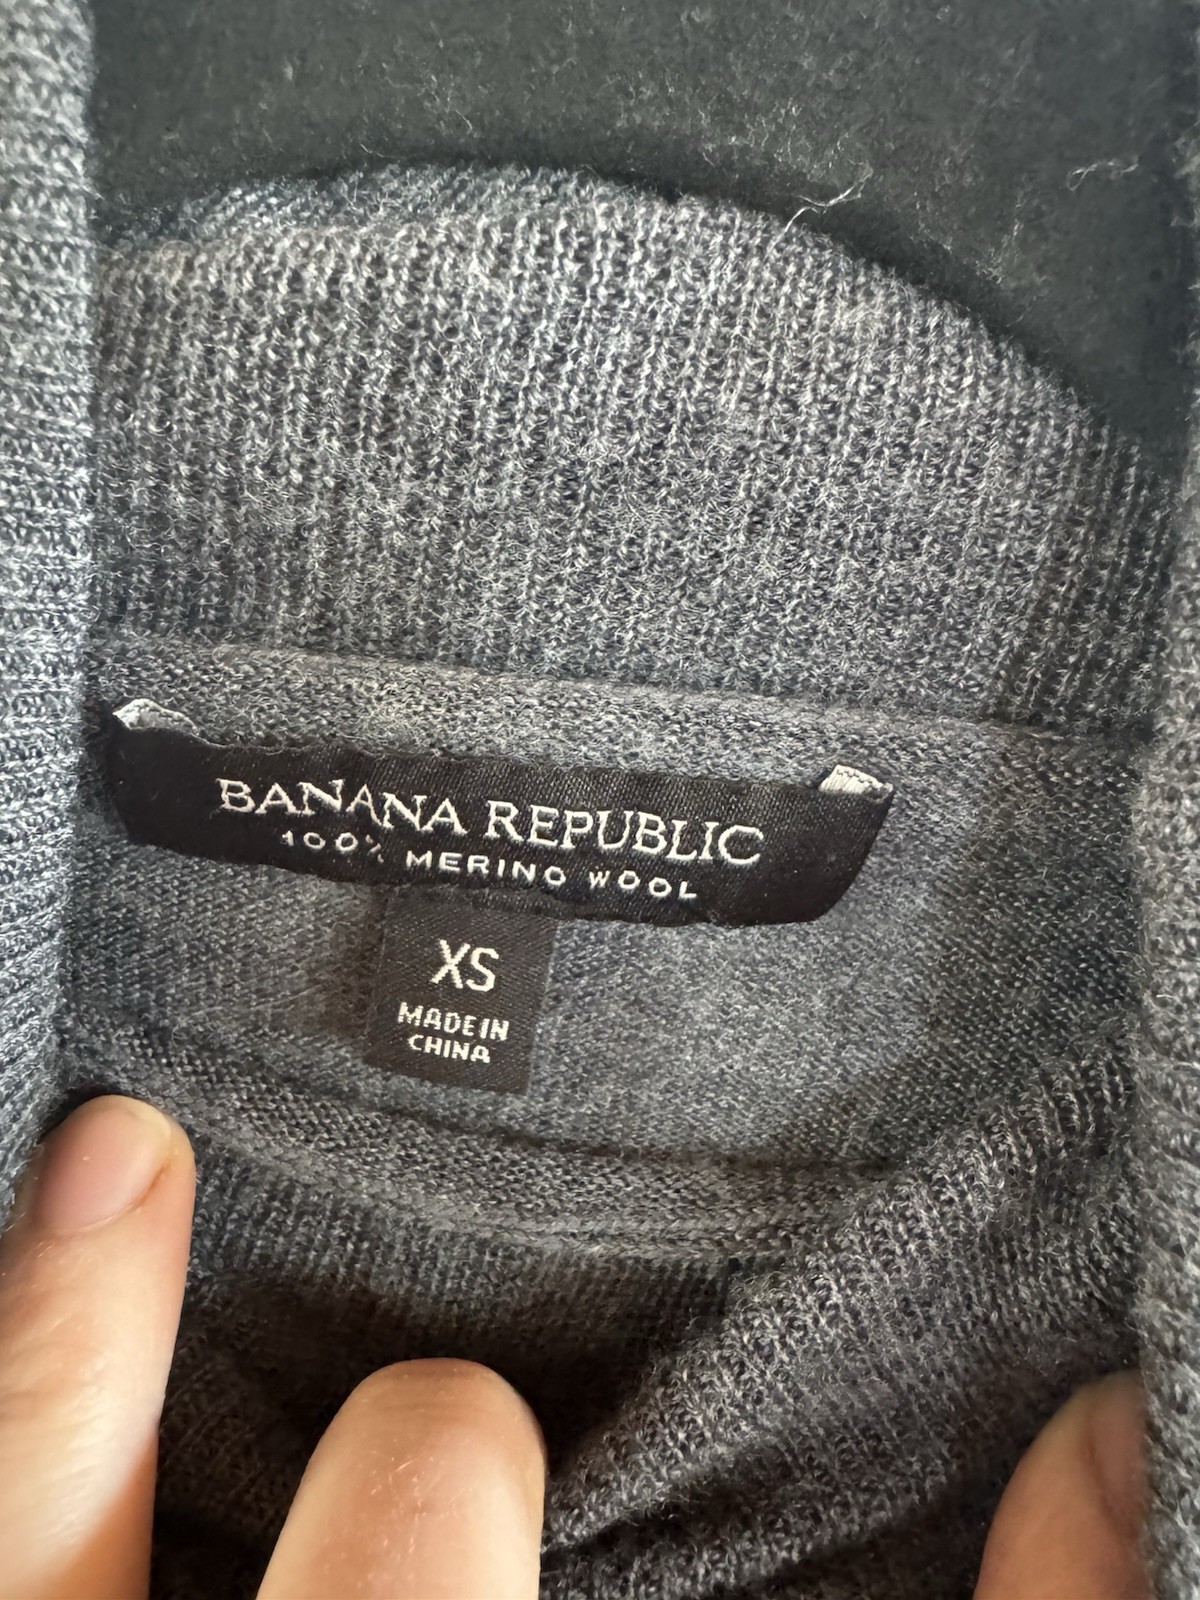 BANANA REPUBLIC
100% MERINO WOOL
XS
MADE IN
CHINA